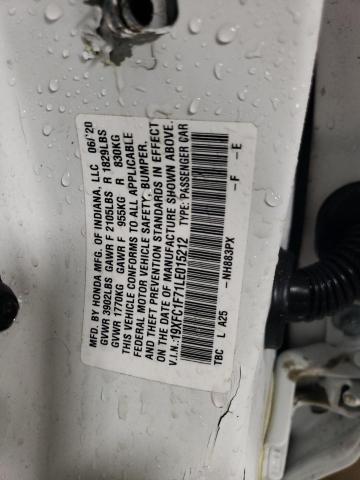 MFD. BY HONDA MFG. OF INDIANA, LLC 06/'20
GVWR 3902LBS GAWR F 2105LBS R 1829LBS
GVWR 1770KG GAWR F 955KG R 830KG
THIS VEHICLE CONFORMS TO ALL APPLICABLE
FEDERAL MOTOR VEHICLE SAFETY, BUMPER,
AND THEFT PREVENTION STANDARDS IN EFFECT
ON THE DATE OF MANUFACTURE SHOWN ABOVE.
V.I.N.:19XFC1F71LE015212 TYPE: PASSENGER CAR
TBC L A25 -NH883PX -F -E